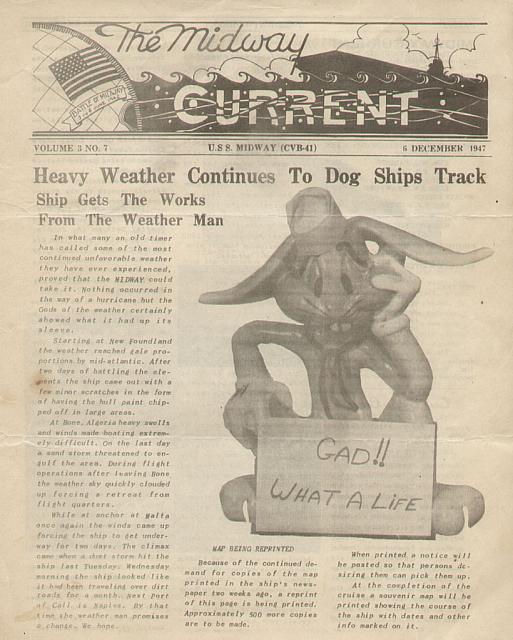 The Midway
CURRENT
BATTLE OF MIDWAY
VOLUME 3 NO. 7
U.S S. MIDWAY (CVB-41)
6 DECEMBER 1947
Heavy Weather Continues To Dog Ships Track
Ship Gets The Works
From The Weather Man
In what many an old timer
has called some of the most
continued unfavorable weather
they have ever experienced,
proved that the MIDWAY could
take it. Nothing occurred in
the way of a hurricane but the
Gods of the weather certainly
showed what it had up its
sleeve.
Starting at New Foundland
the weather reached gale pro-
portions by mid-atlantic. After
two days of battling the ele-
ments the ship came out with a
few minor scratches in the form
of having the hull paint chip-
ped off in large areas.
At Bone, Algeria heavy swells
and winds made boating extrem-
ely difficult. On the last day
a sand storm threatened to en-
gulf the area. During flight
operations after leaving Bone
the weather sky quickly clouded
up forcing a retreat from
flight quarters.
While at anchor at Malta
once again the winds came up
forcing the ship to get under-
way for two days. The climax
came when a dust storm hit the
ship last Tuesday. Wednesday
morning the ship looked like
it had been traveling over dirt
roads for a month. Next Port
of Call is Naples. By that
time the weather man promises
a change. We hope.
GAD!!
WHAT A LIFE
MAP BEING REPRINTED
Because of the continued de-
mand for copies of the map
printed in the ship's news-
paper two weeks ago, a reprint
of this page is being printed.
Approximately 500 more copies
are to be made.
When printed a notice will
be posted so that persons de-
siring them can pick them up.
At the completion of the
cruise a souvenir map will be
printed showing the course of
the ship with dates and other
info marked on it.